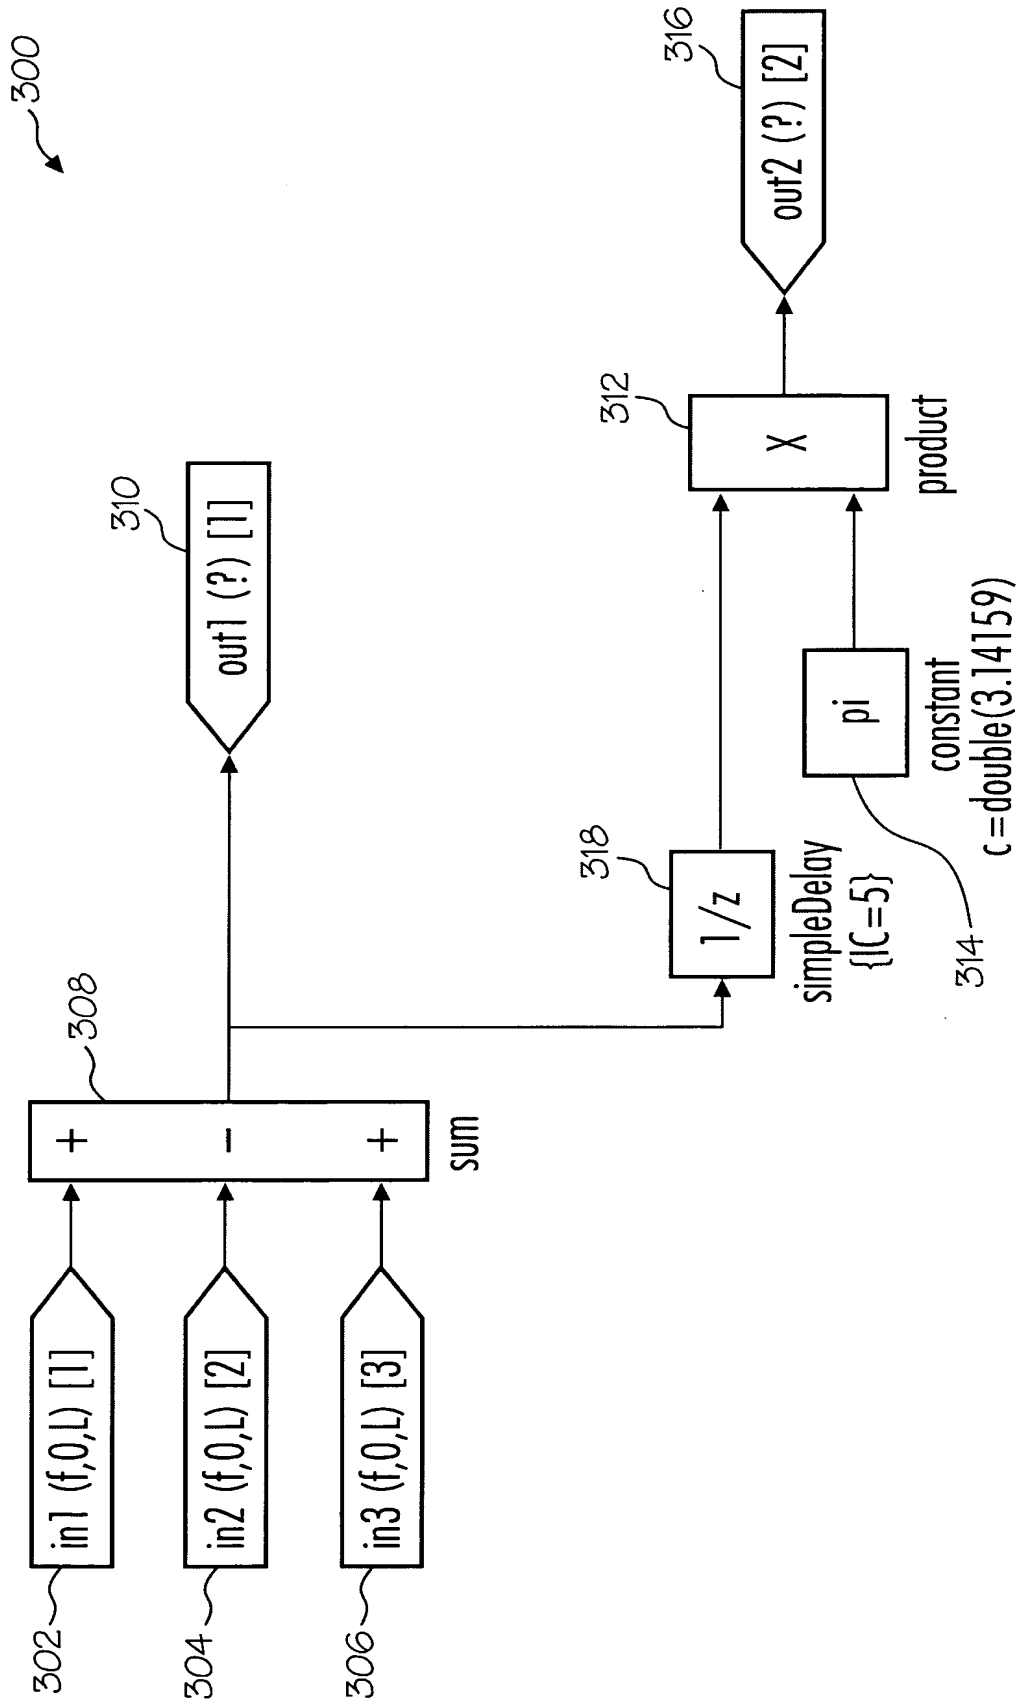 300
302
in1 (f,0,L) [1]
304
in2 (f,0,L) [2]
306
in3 (f,0,L) [3]
308
+
-
+
sum
310
out1 (?) [1]
318
1/z
simpleDelay
{IC=5}
314
pi
constant
c=double(3.14159)
312
X
product
316
out2 (?) [2]